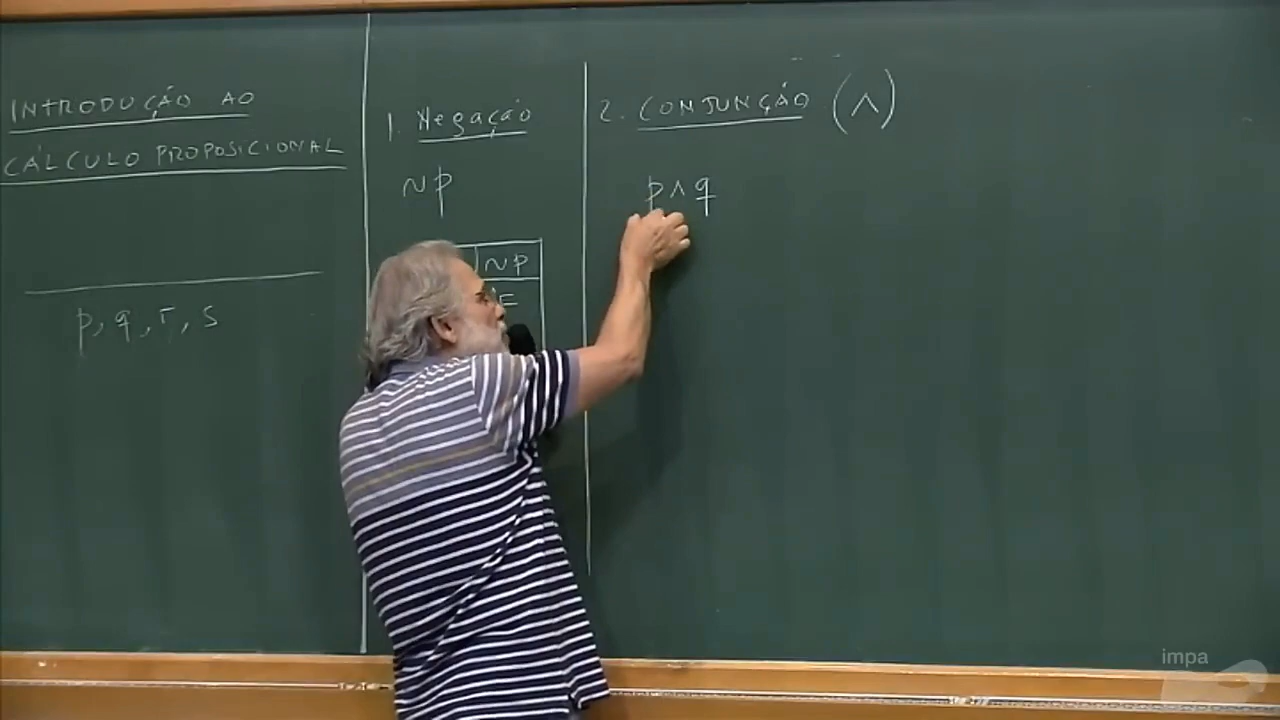 INTRODUÇÃO AO
CÁLCULO PROPOSICIONAL
p, q, r, s
1. Negação
~p
~p
F
2. CONJUNÇÃO (∧)
p ∧ q
impa